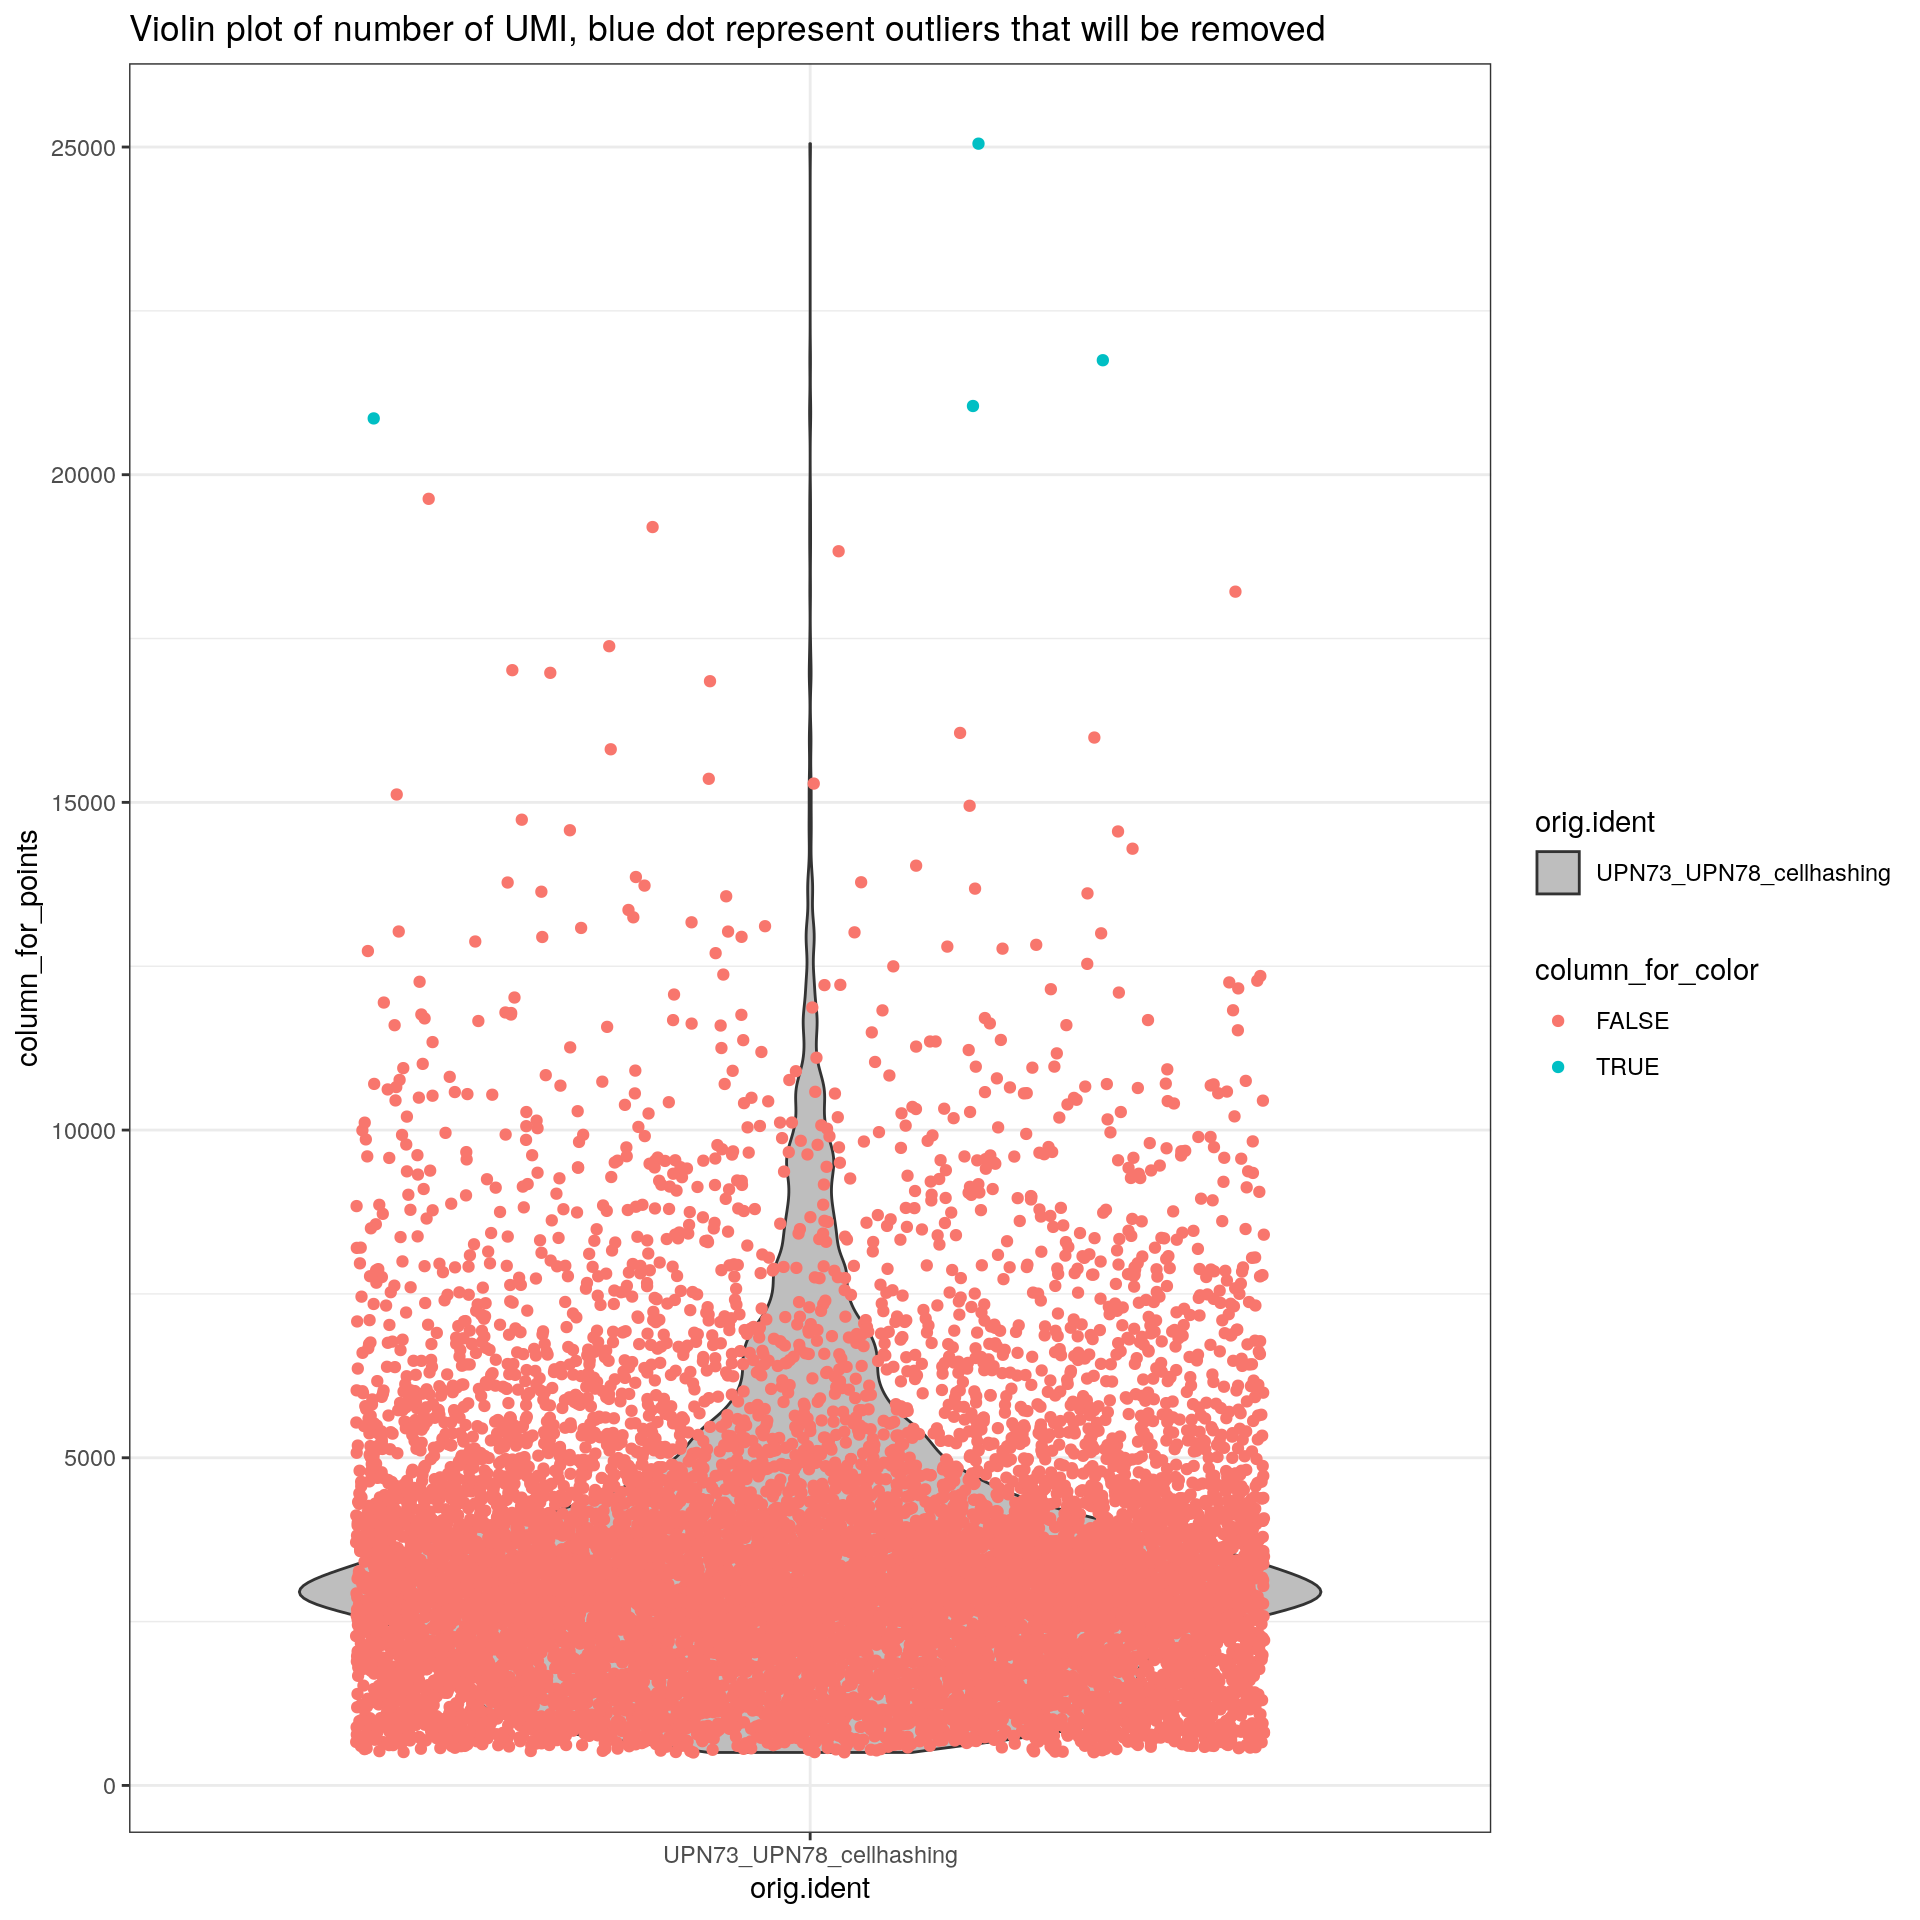 Violin plot of number of UMI, blue dot represent outliers that will be removed
column_for_points
25000
20000
15000
10000
5000
0
UPN73_UPN78_cellhashing
orig.ident
orig.ident
UPN73_UPN78_cellhashing
column_for_color
FALSE
TRUE